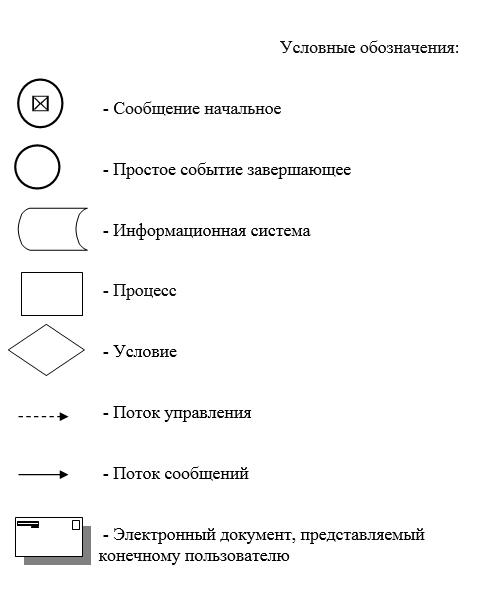 Условные обозначения:
- Сообщение начальное
- Простое событие завершающее
- Информационная система
- Процесс
- Условие
- Поток управления
- Поток сообщений
- Электронный документ, представляемый
конечному пользователю